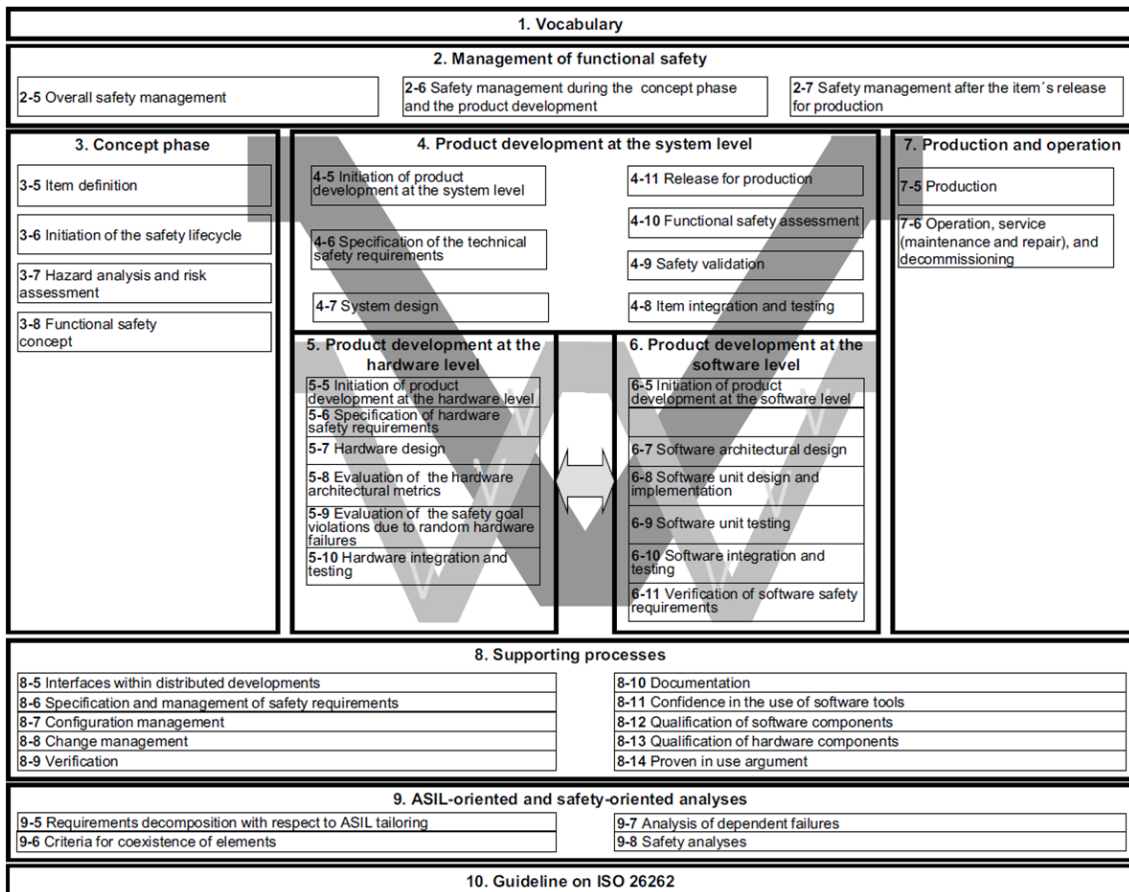 1. Vocabulary
2. Management of functional safety
2-5 Overall safety management
2-6 Safety management during the concept phase
and the product development
2-7 Safety management after the item´s release
for production
3. Concept phase
3-5 Item definition
3-6 Initiation of the safety lifecycle
3-7 Hazard analysis and risk
assessment
3-8 Functional safety
concept
4. Product development at the system level
4-5 Initiation of product
development at the system level
4-6 Specification of the technical
safety requirements
4-7 System design
4-11 Release for production
4-10 Functional safety assessment
4-9 Safety validation
4-8 Item integration and testing
7. Production and operation
7-5 Production
7-6 Operation, service
(maintenance and repair), and
decommissioning
5. Product development at the
hardware level
5-5 Initiation of product
development at the hardware level
5-6 Specification of hardware
safety requirements
5-7 Hardware design
5-8 Evaluation of the hardware
architectural metrics
5-9 Evaluation of the safety goal
violations due to random hardware
failures
5-10 Hardware integration and
testing
6. Product development at the
software level
6-5 Initiation of product
development at the software level
6-7 Software architectural design
6-8 Software unit design and
implementation
6-9 Software unit testing
6-10 Software integration and
testing
6-11 Verification of software safety
requirements
8. Supporting processes
8-5 Interfaces within distributed developments
8-6 Specification and management of safety requirements
8-7 Configuration management
8-8 Change management
8-9 Verification
8-10 Documentation
8-11 Confidence in the use of software tools
8-12 Qualification of software components
8-13 Qualification of hardware components
8-14 Proven in use argument
9. ASIL-oriented and safety-oriented analyses
9-5 Requirements decomposition with respect to ASIL tailoring
9-6 Criteria for coexistence of elements
9-7 Analysis of dependent failures
9-8 Safety analyses
10. Guideline on ISO 26262